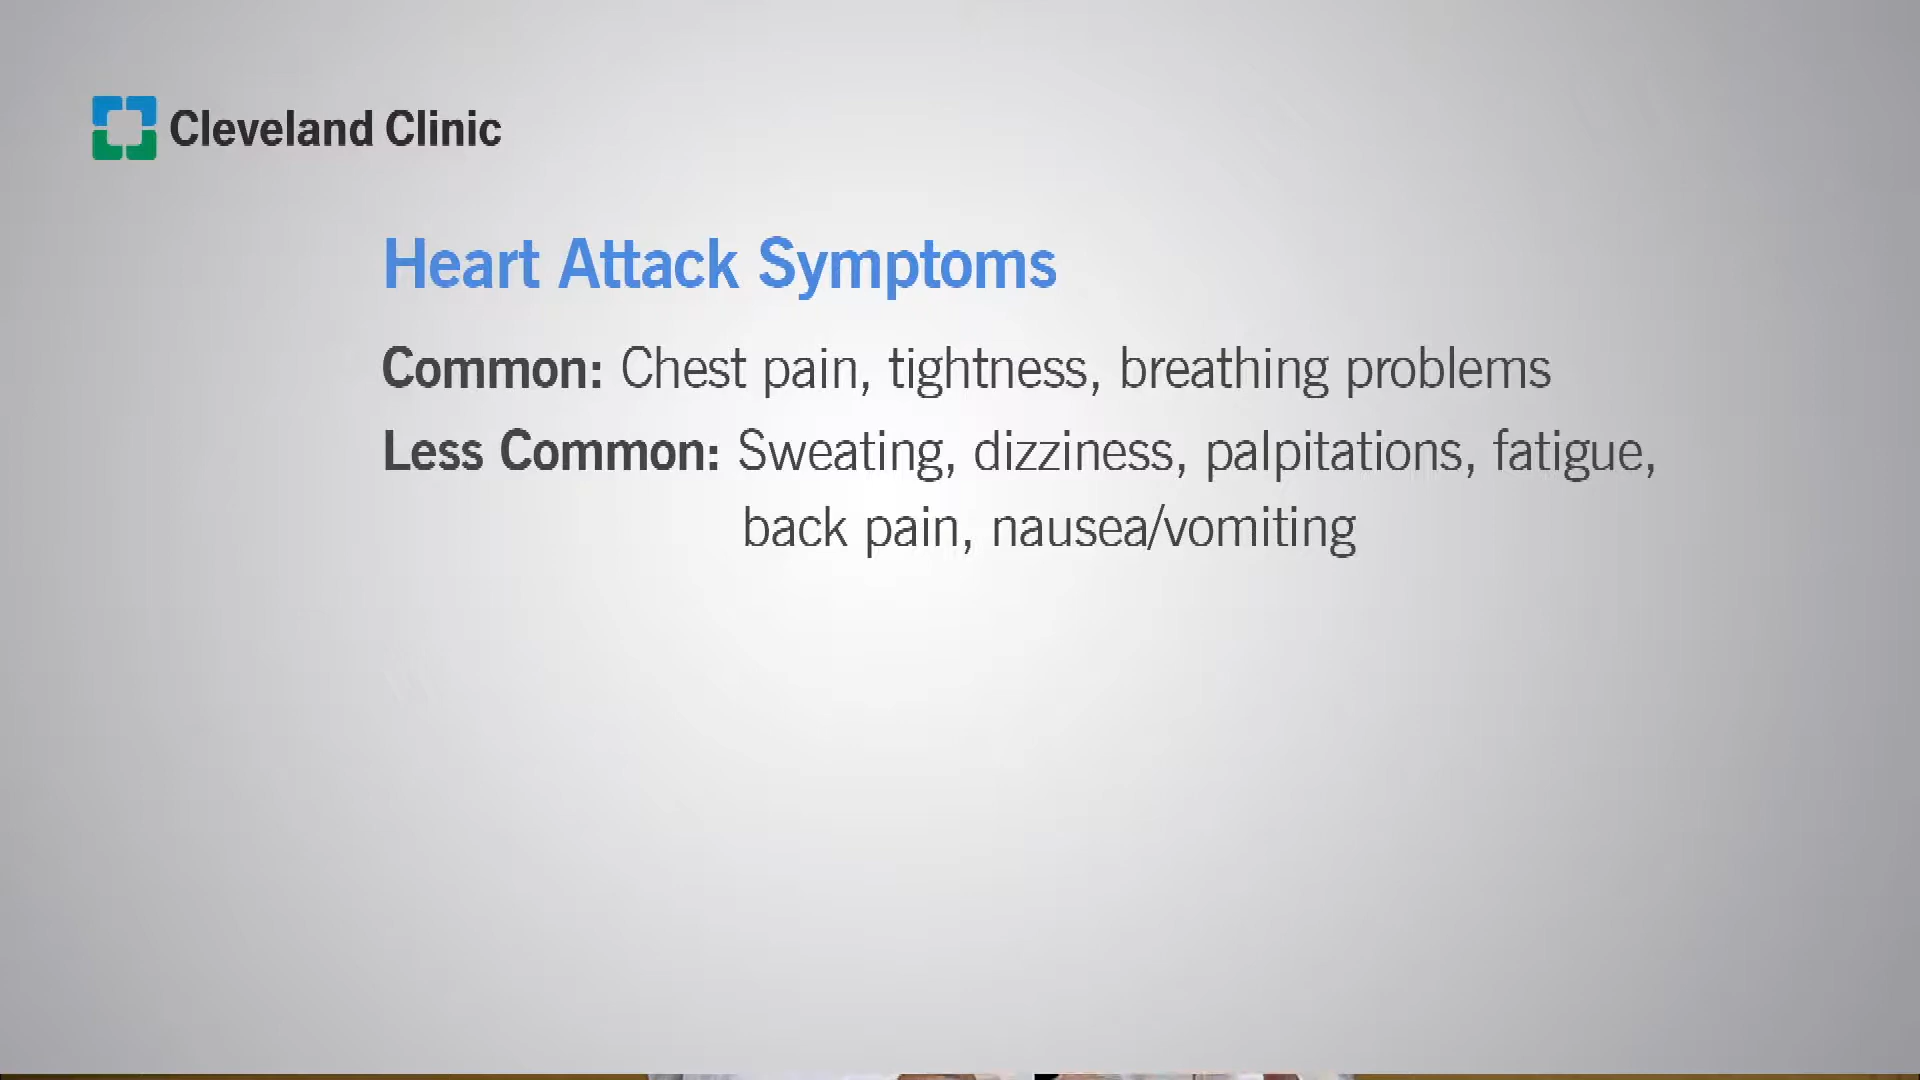 Cleveland Clinic
Heart Attack Symptoms
Common: Chest pain, tightness, breathing problems
Less Common: Sweating, dizziness, palpitations, fatigue,
back pain, nausea/vomiting